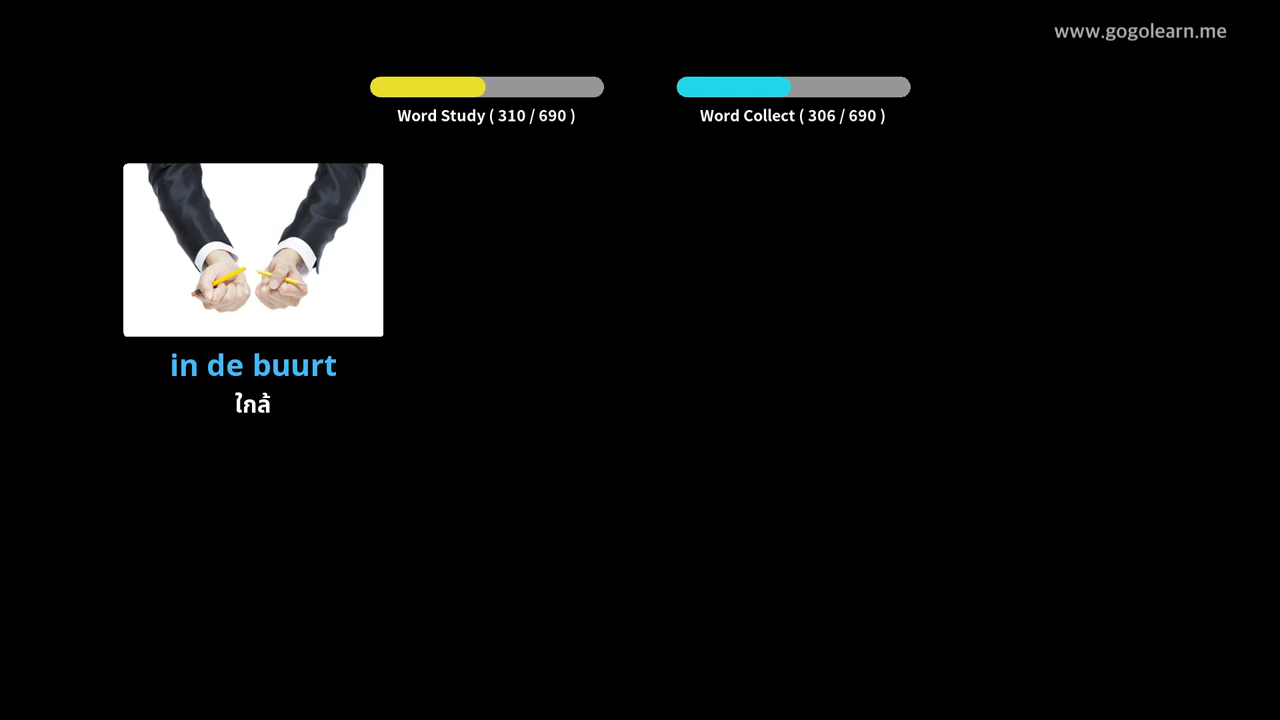 www.gogolearn.me
Word Study ( 310 / 690 )
Word Collect ( 306 / 690 )
in de buurt
ใกล้